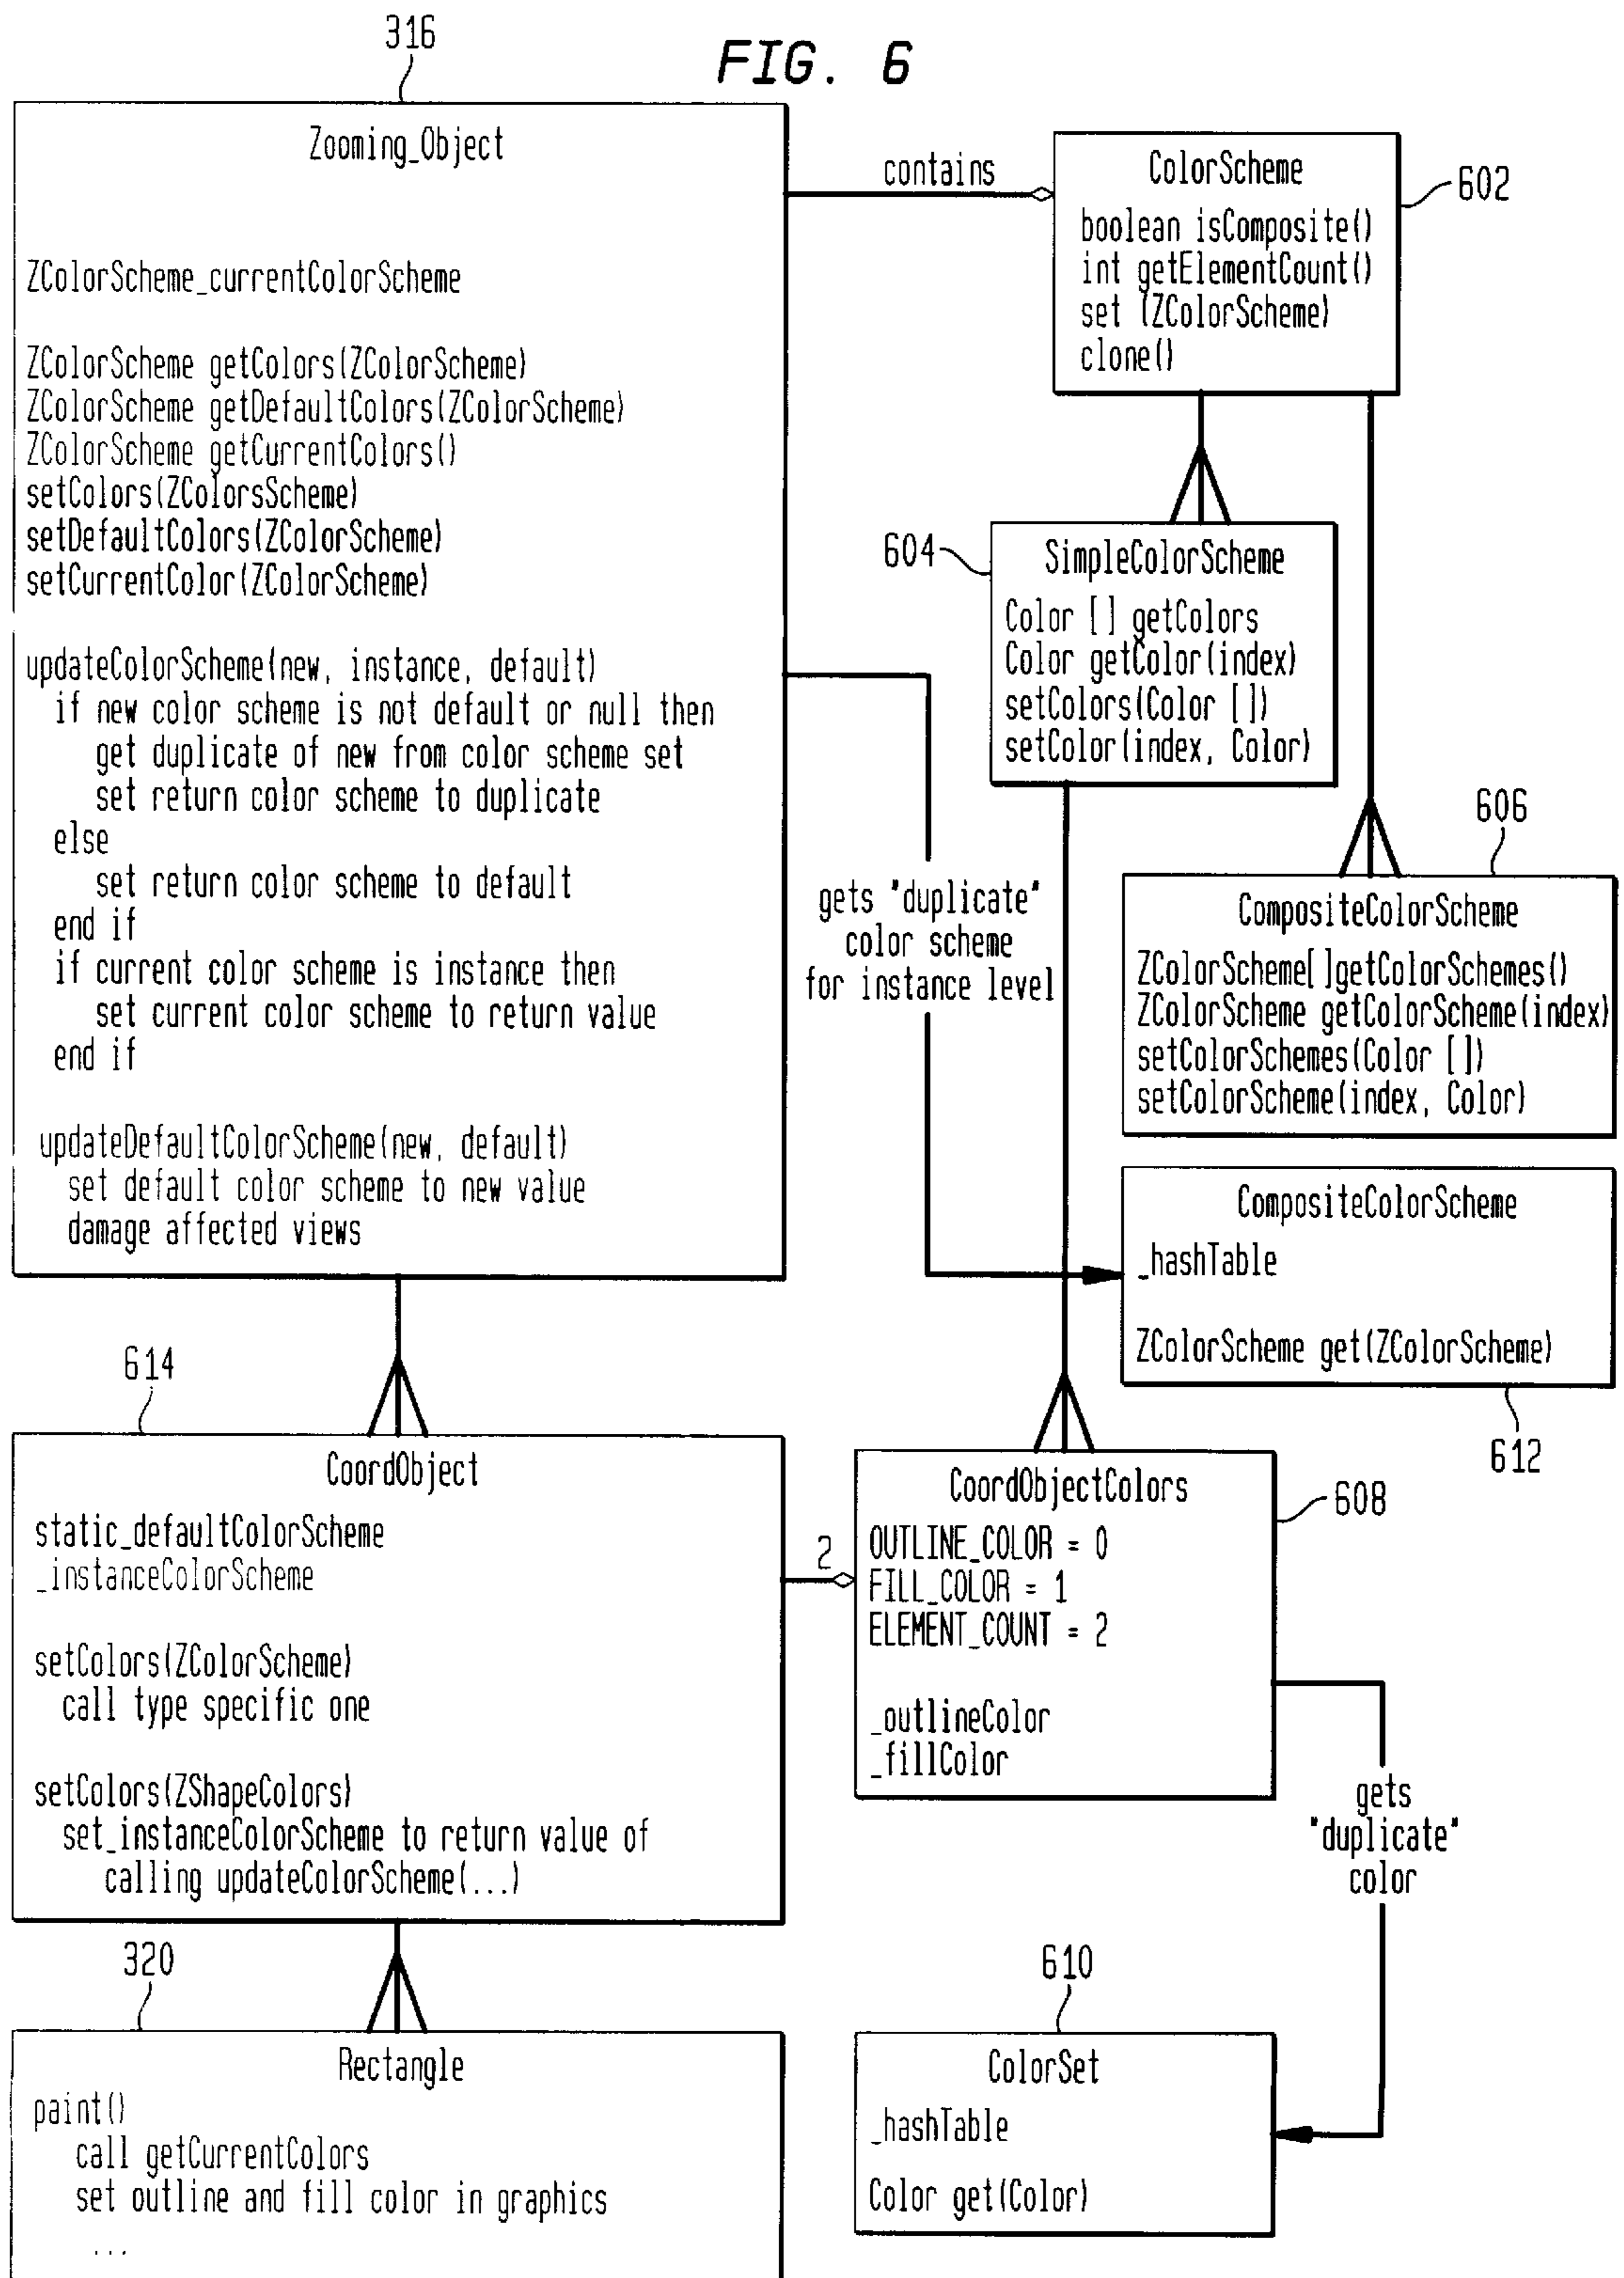 FIG. 6
316
Zooming_Object
ZColorScheme_currentColorScheme
ZColorScheme getColors(ZColorScheme)
ZColorScheme getDefaultColors(ZColorScheme)
ZColorScheme getCurrentColors()
setColors(ZColorsScheme)
setDefaultColors(ZColorScheme)
setCurrentColor(ZColorScheme)
updateColorScheme(new, instance, default)
if new color scheme is not default or null then
get duplicate of new from color scheme set
set return color scheme to duplicate
else
set return color scheme to default
end if
if current color scheme is instance then
set current color scheme to return value
end if
updateDefaultColorScheme(new, default)
set default color scheme to new value
damage affected views
contains
ColorScheme
boolean isComposite()
int getElementCount()
set (ZColorScheme)
clone()
602
604
SimpleColorScheme
Color [] getColors
Color getColor(index)
setColors(Color [])
setColor(index, Color)
606
CompositeColorScheme
ZColorScheme[]getColorSchemes()
ZColorScheme getColorScheme(index)
setColorSchemes(Color [])
setColorScheme(index, Color)
gets "duplicate"
color scheme
for instance level
CompositeColorScheme
_hashTable
ZColorScheme get(ZColorScheme)
612
614
CoordObject
static_defaultColorScheme
_instanceColorScheme
setColors(ZColorScheme)
call type specific one
setColors(ZShapeColors)
set_instanceColorScheme to return value of
calling updateColorScheme(...)
2
CoordObjectColors
OUTLINE_COLOR = 0
FILL_COLOR = 1
ELEMENT_COUNT = 2
_outlineColor
_fillColor
608
gets
"duplicate"
color
320
Rectangle
paint()
call getCurrentColors
set outline and fill color in graphics
...
610
ColorSet
_hashTable
Color get(Color)